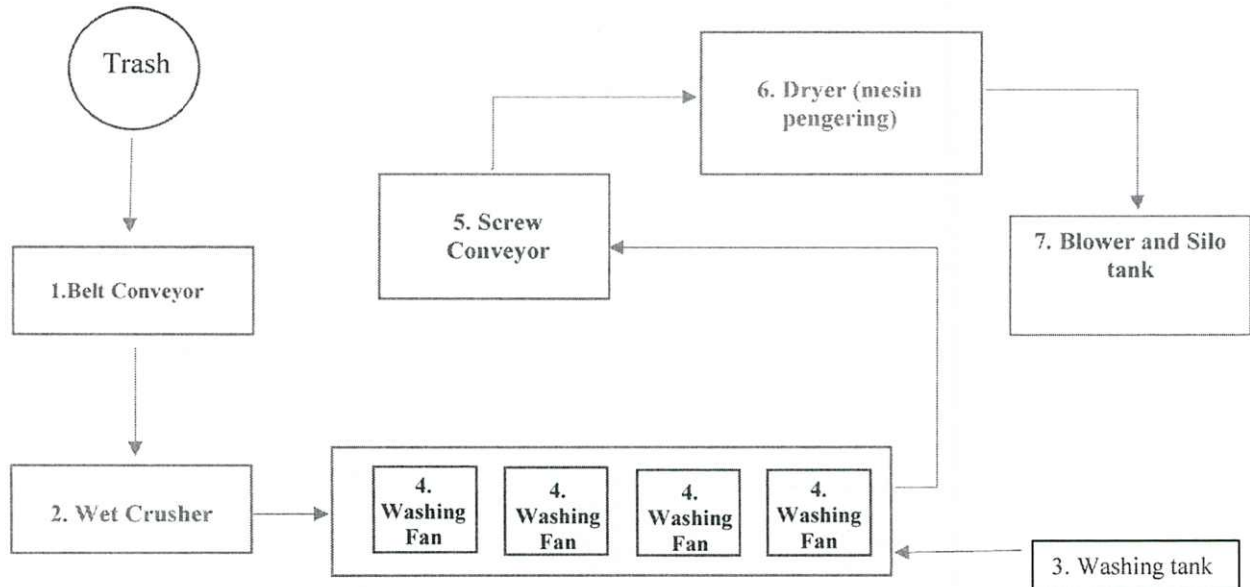 Trash
1.Belt Conveyor
2. Wet Crusher
4.
Washing
Fan
4.
Washing
Fan
4.
Washing
Fan
4.
Washing
Fan
3. Washing tank
5. Screw
Conveyor
6. Dryer (mesin
pengering)
7. Blower and Silo
tank